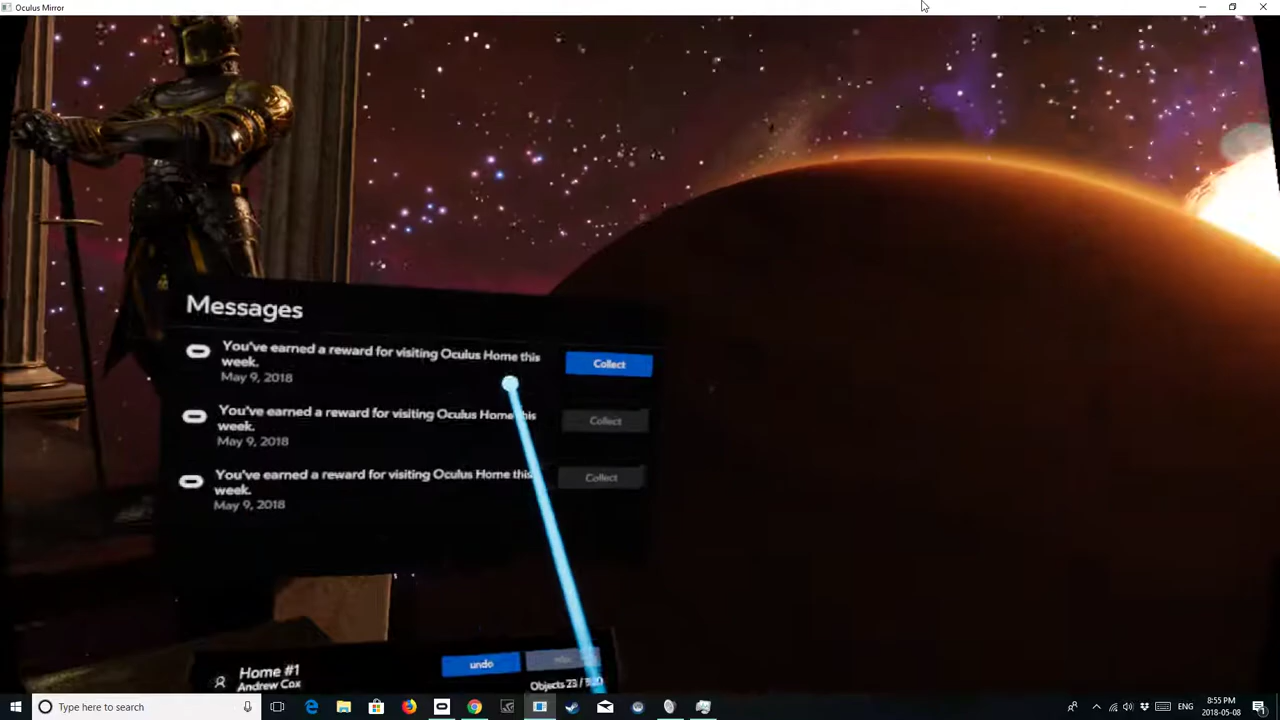 Oculus Mirror
Messages
You've earned a reward for visiting Oculus Home this
week.
May 9, 2018
Collect
You've earned a reward for visiting Oculus Home this
week.
May 9, 2018
Collect
You've earned a reward for visiting Oculus Home this
week.
May 9, 2018
Collect
Home #1
Andrew Cox
undo
Objects 23 /
Type here to search
ENG
8:55 PM
2018-05-08